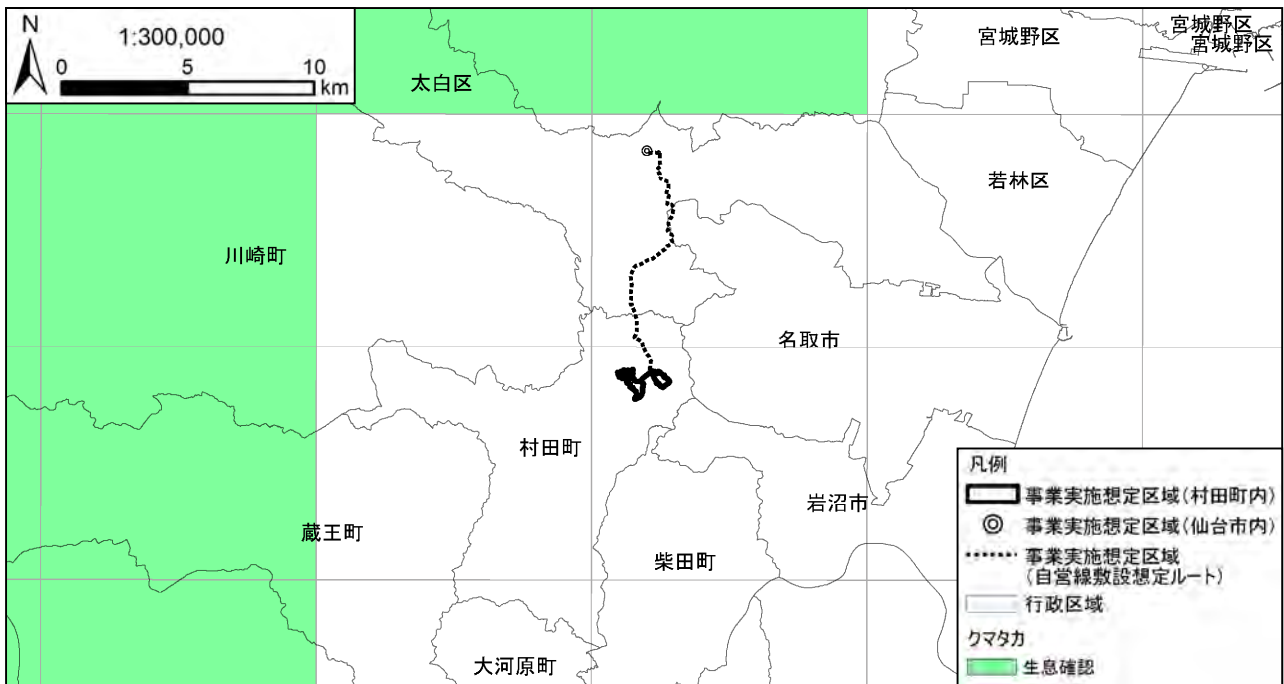 N
1:300,000
0 5 10
km
太白区
宮城野区
宮城野区
宮城野区
若林区
川崎町
名取市
村田町
岩沼市
蔵王町
柴田町
大河原町
凡例
事業実施想定区域(村田町内)
事業実施想定区域(仙台市内)
事業実施想定区域
(自営線敷設想定ルート)
行政区域
クマタカ
生息確認